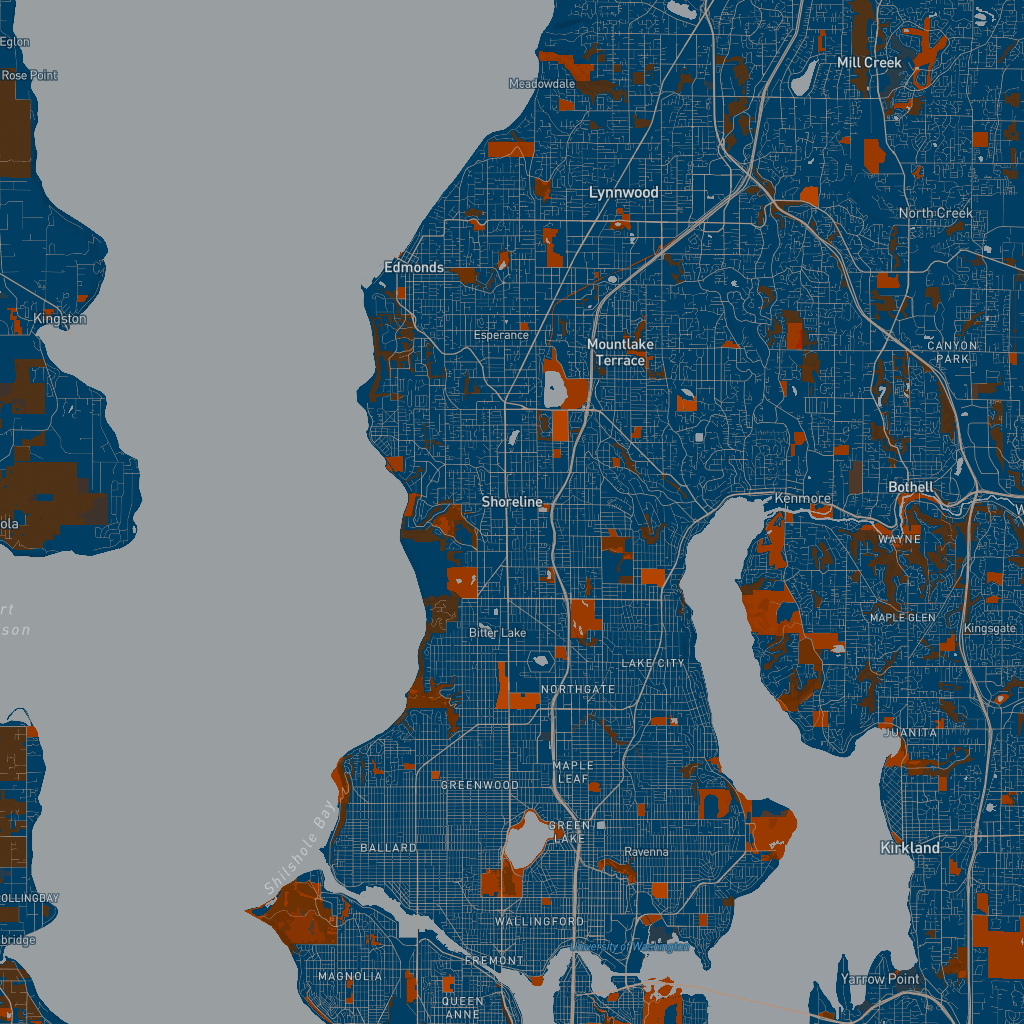 Eglon
Mill Creek
Rose Point
Meadowdale
Lynnwood
North Creek
Edmonds
Kingston
Esperance
Mountlake
Terrace
CANYON
PARK
Bothell
Kenmore
Shoreline
ola
W
WAYNE
rt
son
MAPLE GLEN
Bitter Lake
Kingsgate
LAKE CITY
NORTHGATE
JUANITA
MAPLE
LEAF
GREENWOOD
Shilshole Bay
GREEN
LAKE
BALLARD
Ravenna
Kirkland
OLLINGBAY
WALLINGFORD
bridge
University of Washington
FREMONT
MAGNOLIA
Yarrow Point
QUEEN
ANNE